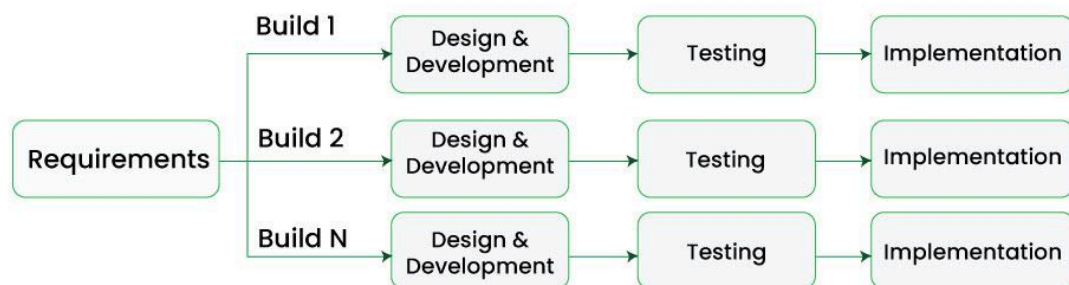 Build 1
Design &
Development
Testing
Implementation
Requirements
Build 2
Design &
Development
Testing
Implementation
Build N
Design &
Development
Testing
Implementation